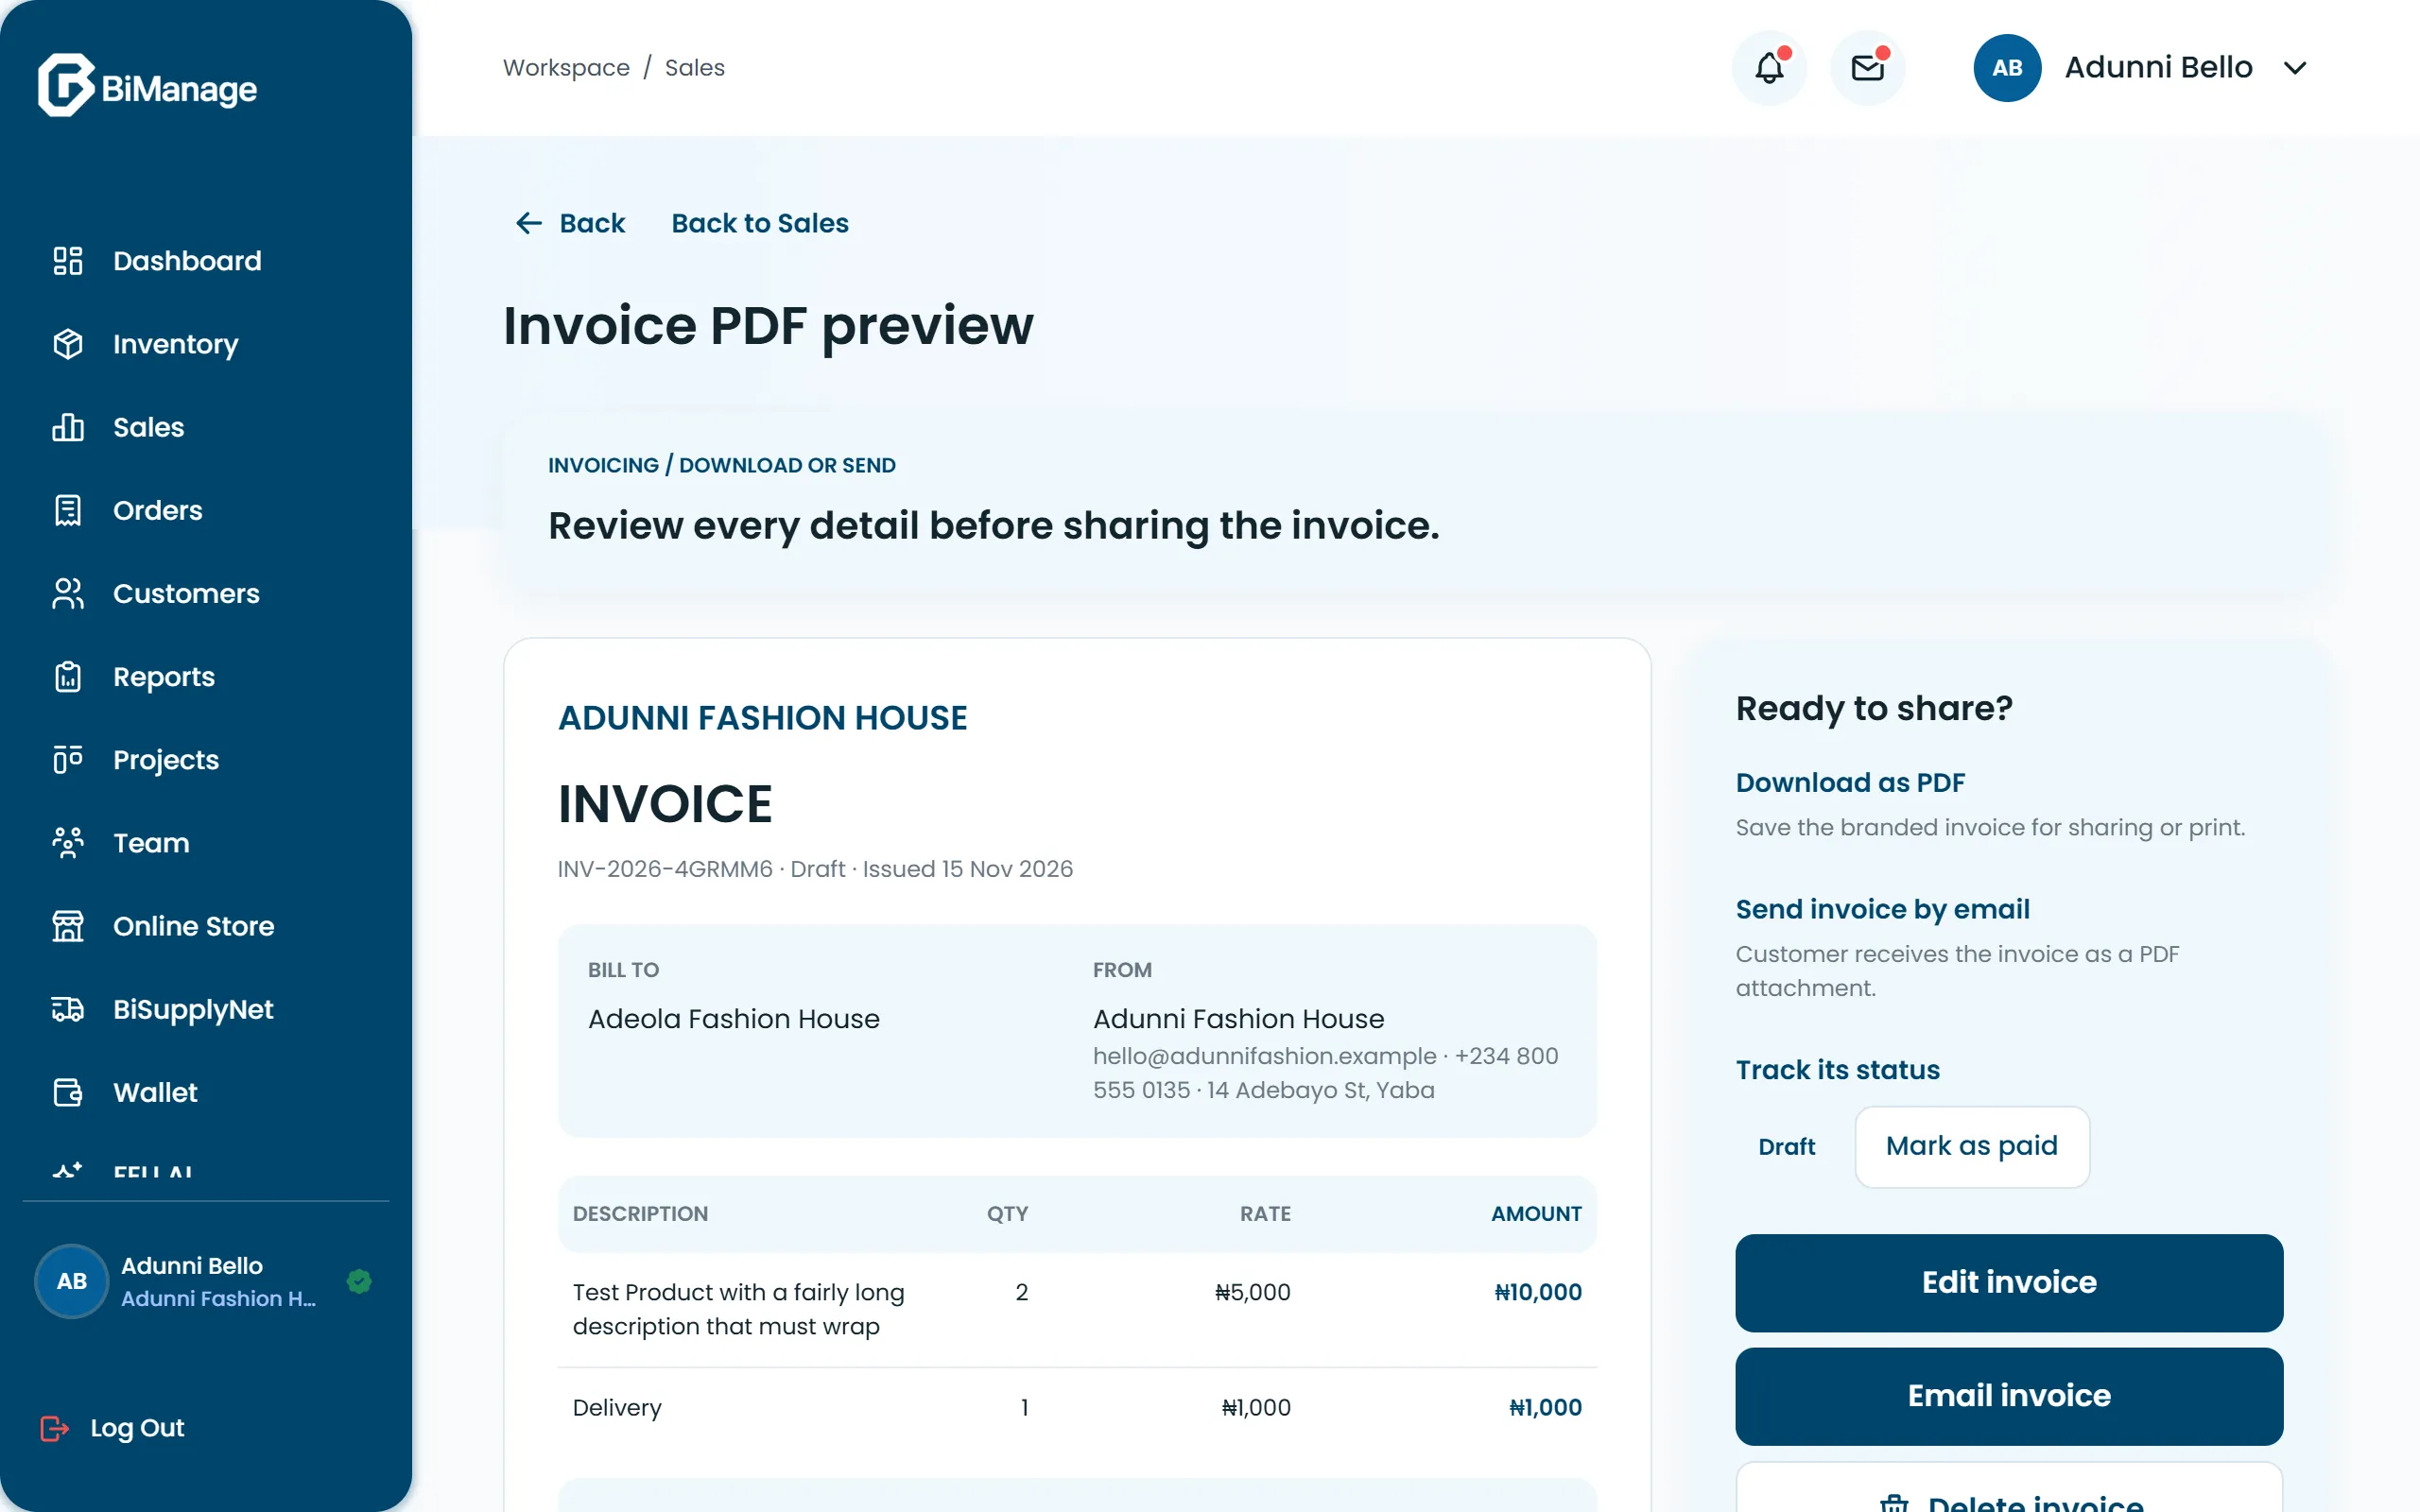 BiManage
Dashboard
Inventory
Sales
Orders
Customers
Reports
Projects
Team
Online Store
BiSupplyNet
Wallet
AB
Adunni Bello
Adunni Fashion H...
Log Out
Workspace / Sales
AB Adunni Bello
Back Back to Sales
Invoice PDF preview
INVOICING / DOWNLOAD OR SEND
Review every detail before sharing the invoice.
ADUNNI FASHION HOUSE
INVOICE
INV-2026-4GRMM6 · Draft · Issued 15 Nov 2026
BILL TO
Adeola Fashion House
FROM
Adunni Fashion House
hello@adunnifashion.example · +234 800
555 0135 · 14 Adebayo St, Yaba
DESCRIPTION QTY RATE AMOUNT
Test Product with a fairly long 2 ₦5,000 ₦10,000
description that must wrap
Delivery 1 ₦1,000 ₦1,000
Ready to share?
Download as PDF
Save the branded invoice for sharing or print.
Send invoice by email
Customer receives the invoice as a PDF
attachment.
Track its status
Draft Mark as paid
Edit invoice
Email invoice
Delete invoice